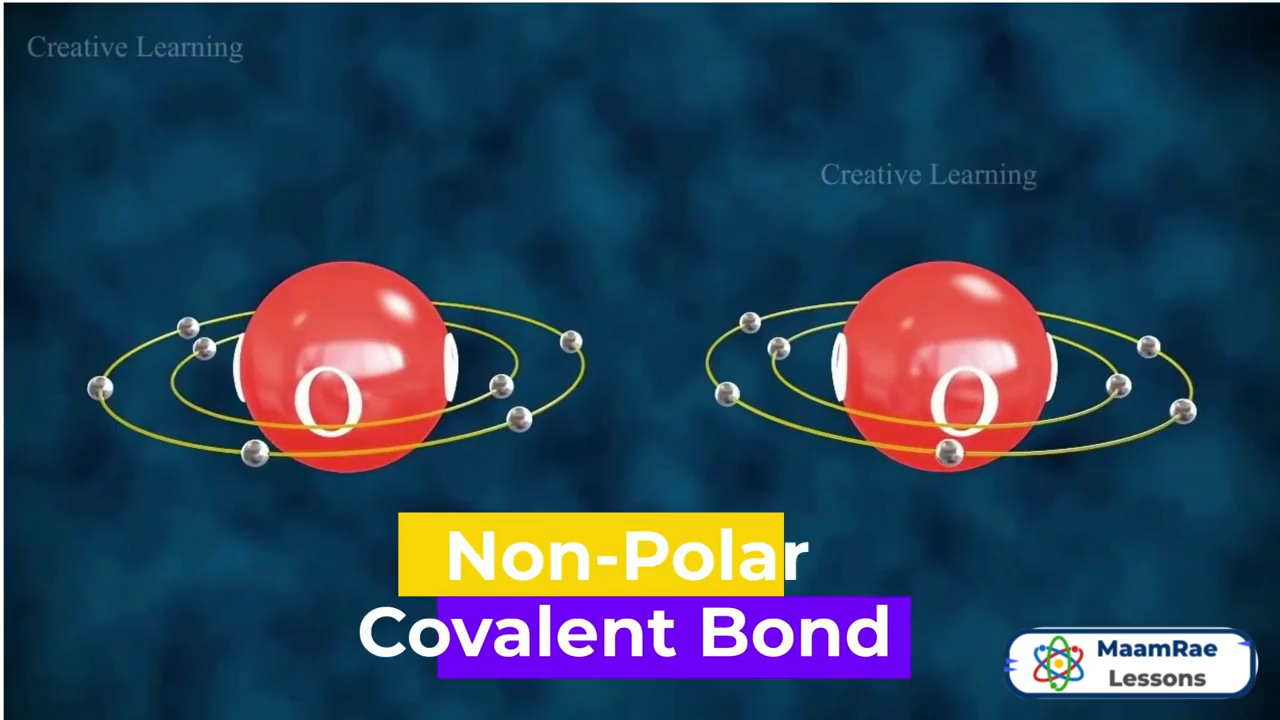 Creative Learning
Creative Learning
O
O
Non-Polar
Covalent Bond
MaamRae
Lessons